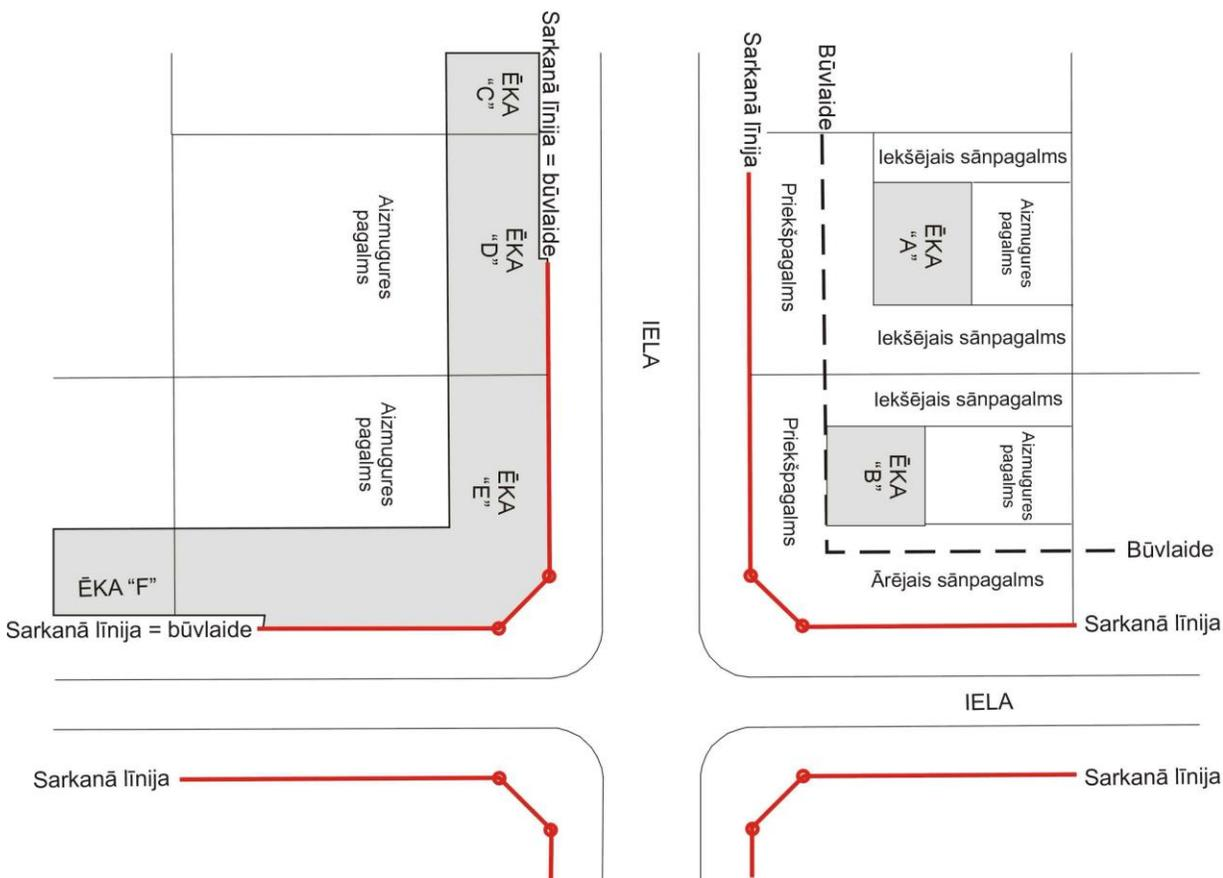 ĒKA
"C"
Sarkanā līnija = būvlaide
Aizmugures
pagalms
ĒKA
"D"
Aizmugures
pagalms
ĒKA
"E"
ĒKA "F"
Sarkanā līnija = būvlaide
IELA
Sarkanā līnija
Būvlaide
Priekšpagalms
Iekšējais sānpagalms
ĒKA
"A"
Aizmugures
pagalms
Iekšējais sānpagalms
Iekšējais sānpagalms
Priekšpagalms
ĒKA
"B"
Aizmugures
pagalms
Būvlaide
Ārējais sānpagalms
Sarkanā līnija
IELA
Sarkanā līnija
Sarkanā līnija